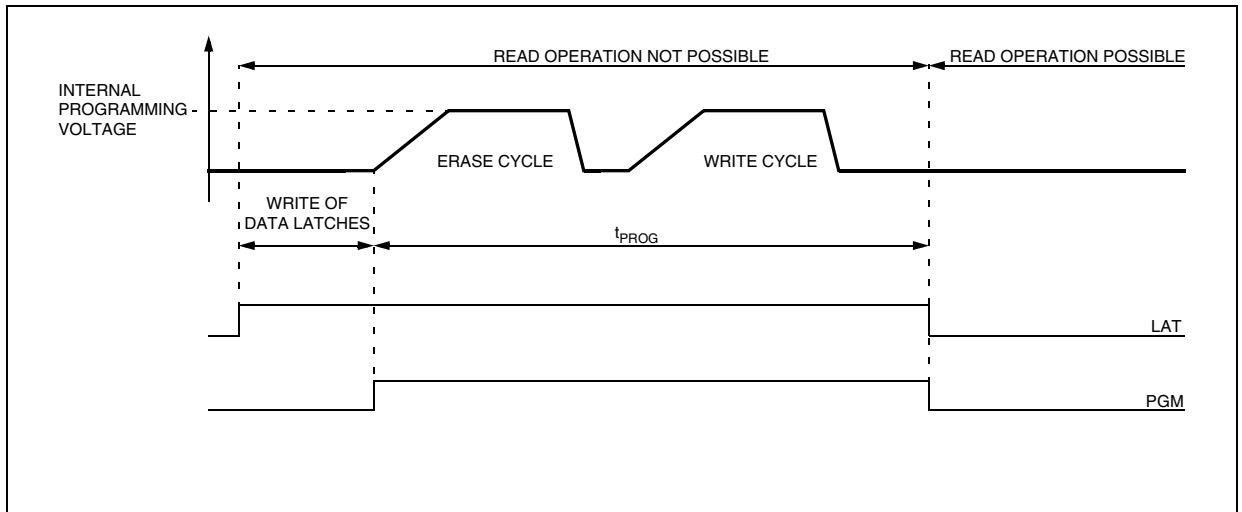 READ OPERATION NOT POSSIBLE
READ OPERATION POSSIBLE
INTERNAL
PROGRAMMING
VOLTAGE
ERASE CYCLE
WRITE CYCLE
WRITE OF
DATA LATCHES
tPROG
LAT
PGM